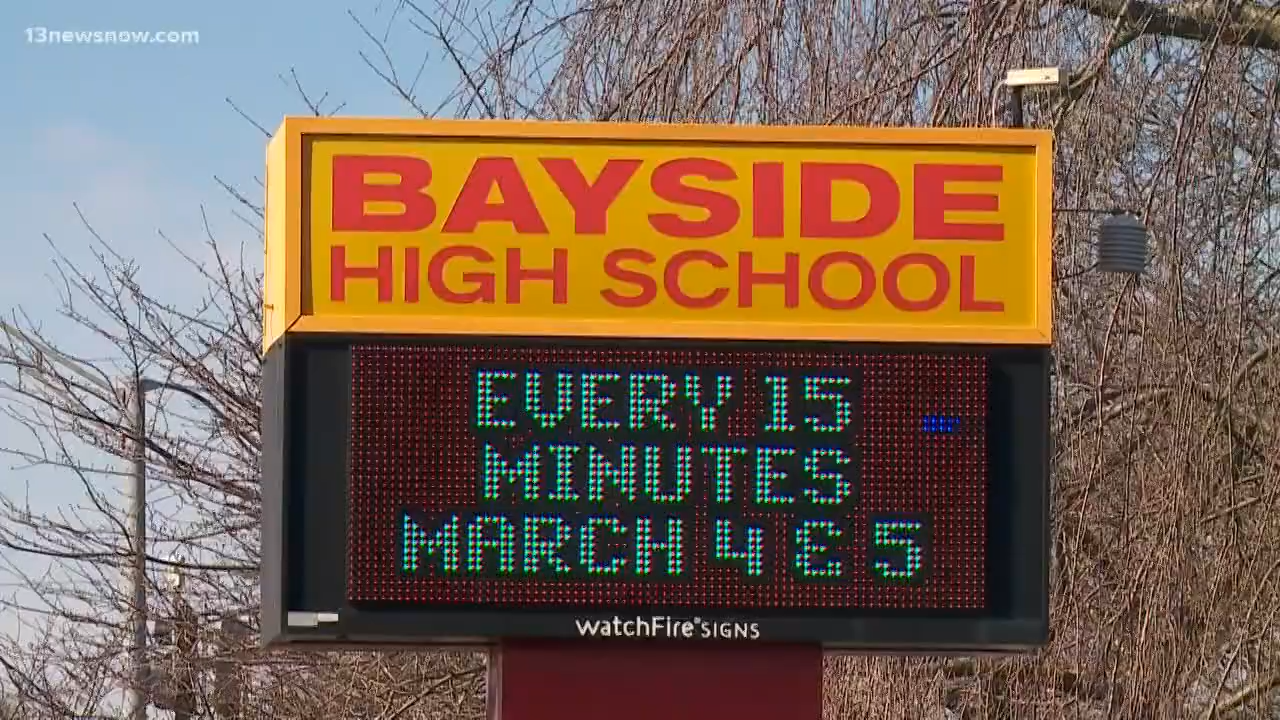 13newsnow.com
BAYSIDE
HIGH SCHOOL
EVERY 15
MINUTES
MARCH 4 & 5
watchFire SIGNS